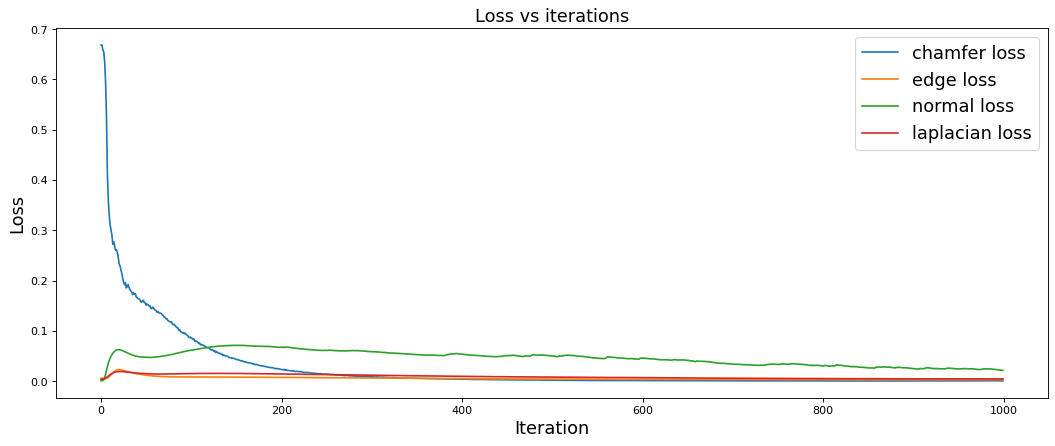 Loss vs iterations
0.7
0.6
0.5
0.4
0.3
0.2
0.1
0.0
Loss
chamfer loss
edge loss
normal loss
laplacian loss
0 200 400 600 800 1000
Iteration